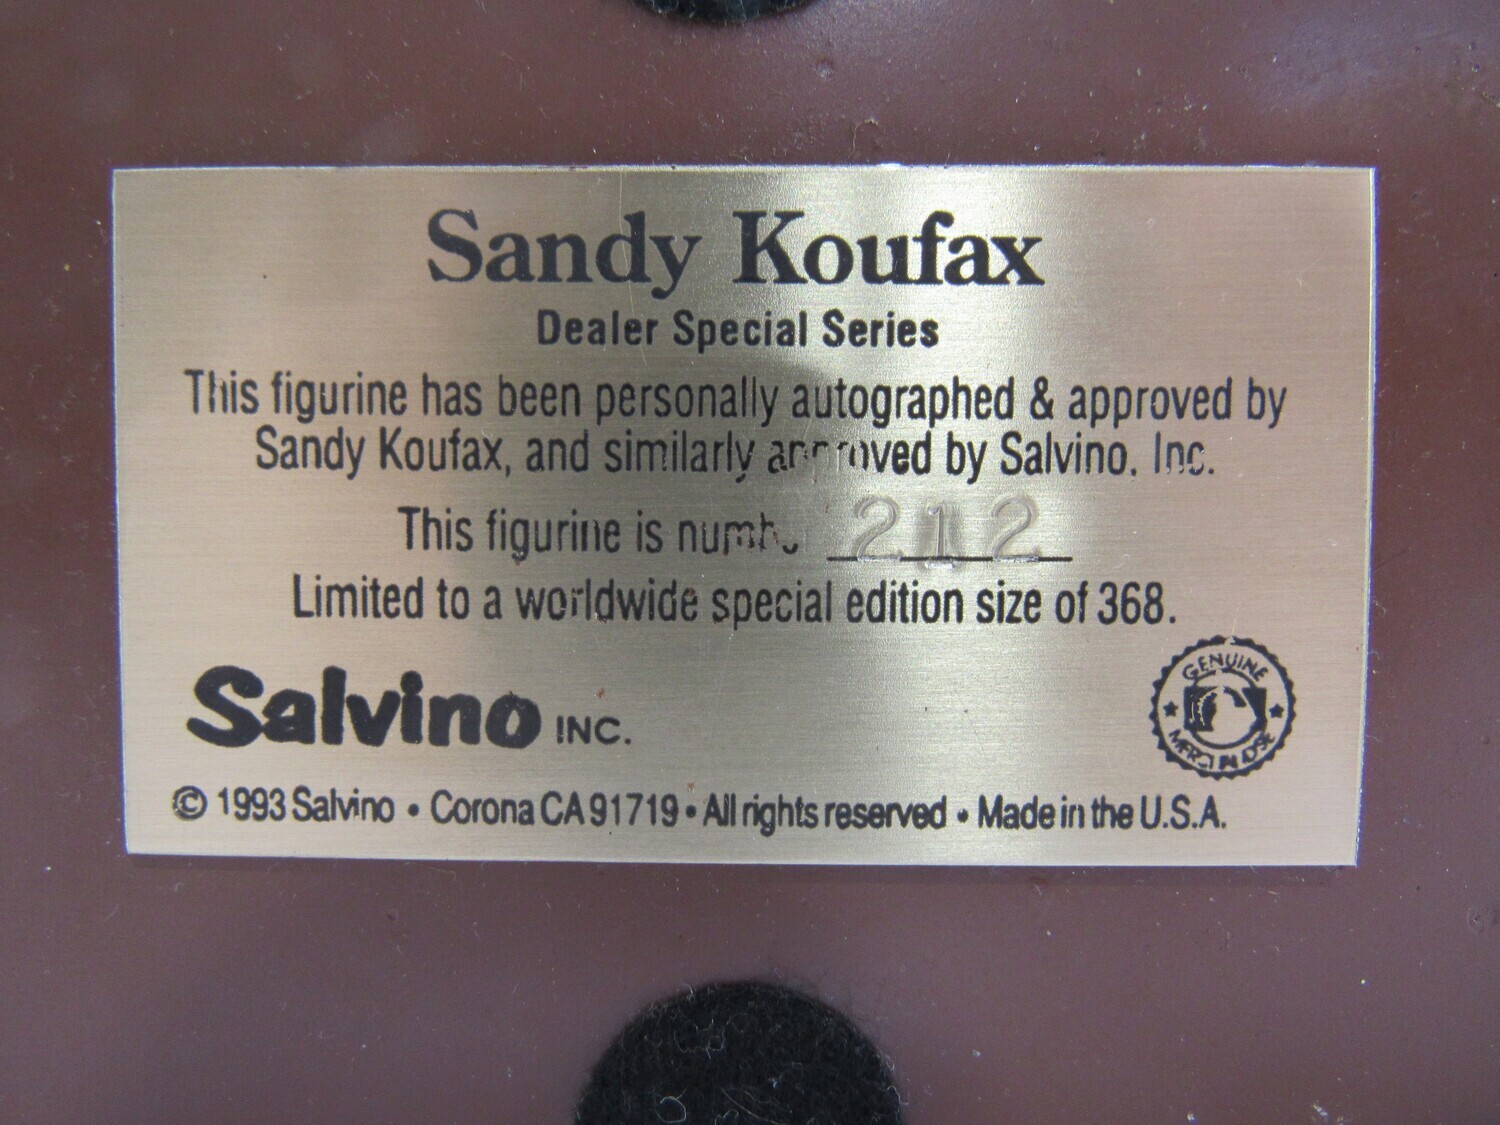 Sandy Koufax
Dealer Special Series
This figurine has been personally autographed & approved by
Sandy Koufax, and similarly approved by Salvino, Inc.
This figurine is number 212
Limited to a worldwide special edition size of 368.
GENUINE
MERCHANDISE
Salvino INC.
© 1993 Salvino • Corona CA 91719 • All rights reserved • Made in the U.S.A.